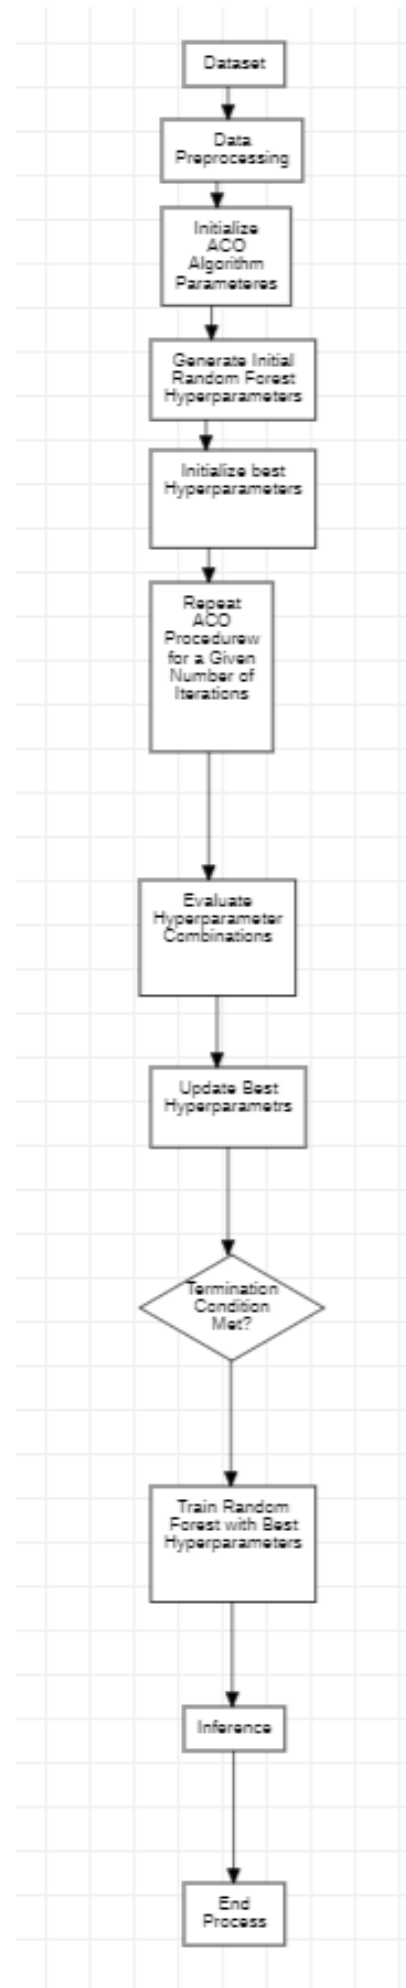 Dataset
Data
Preprocessing
Initialize
ACO
Algorithm
Parameteres
Generate Initial
Random Forest
Hyperparameters
Initialize best
Hyperparameters
Repeat
ACO
Procedurew
for a Given
Number of
Iterations
Evaluate
Hyperparameter
Combinations
Update Best
Hyperparametrs
Termination
Condition
Met?
Train Random
Forest with Best
Hyperparameters
Inference
End
Process